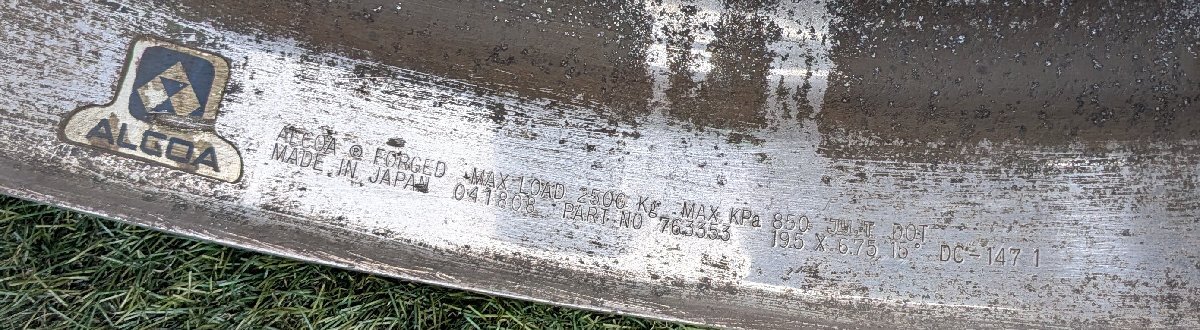 ALCOA
ALCOA ® FORGED MAX LOAD 2500 Kg MAX KPa 850 DOT
MADE IN JAPAN 041808 PART NO 763353 19.5 X 6.75 15° DC-147 1